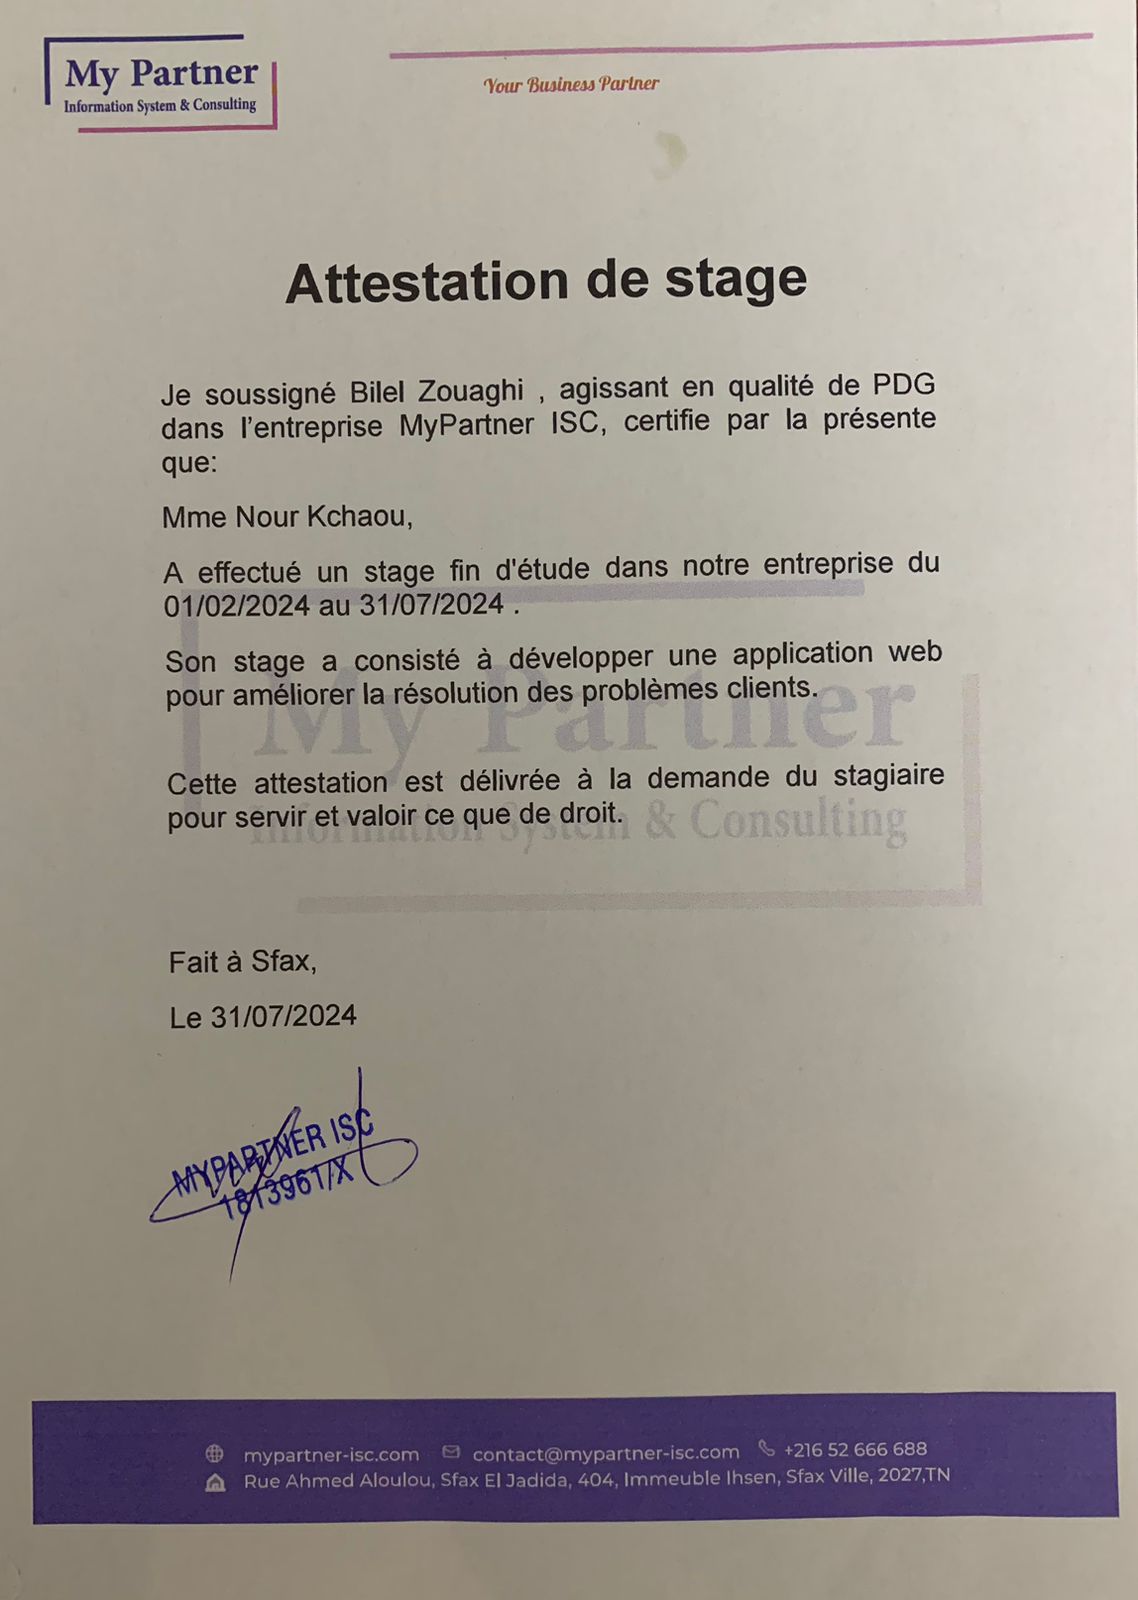 My Partner
Information System & Consulting
Your Business Partner
Attestation de stage
Je soussigné Bilel Zouaghi , agissant en qualité de PDG
dans l'entreprise MyPartner ISC, certifie par la présente
que:
Mme Nour Kchaou,
A effectué un stage fin d'étude dans notre entreprise du
01/02/2024 au 31/07/2024 .
Son stage a consisté à développer une application web
pour améliorer la résolution des problèmes clients.
My Partner
Cette attestation est délivrée à la demande du stagiaire
pour servir et valoir ce que de droit.
Information System & Consulting
Fait à Sfax,
Le 31/07/2024
MYPARTNER ISC
1813961/X
mypartner-isc.com contact@mypartner-isc.com +216 52 666 688
Rue Ahmed Aloulou, Sfax El Jadida, 404, Immeuble Ihsen, Sfax Ville, 2027,TN